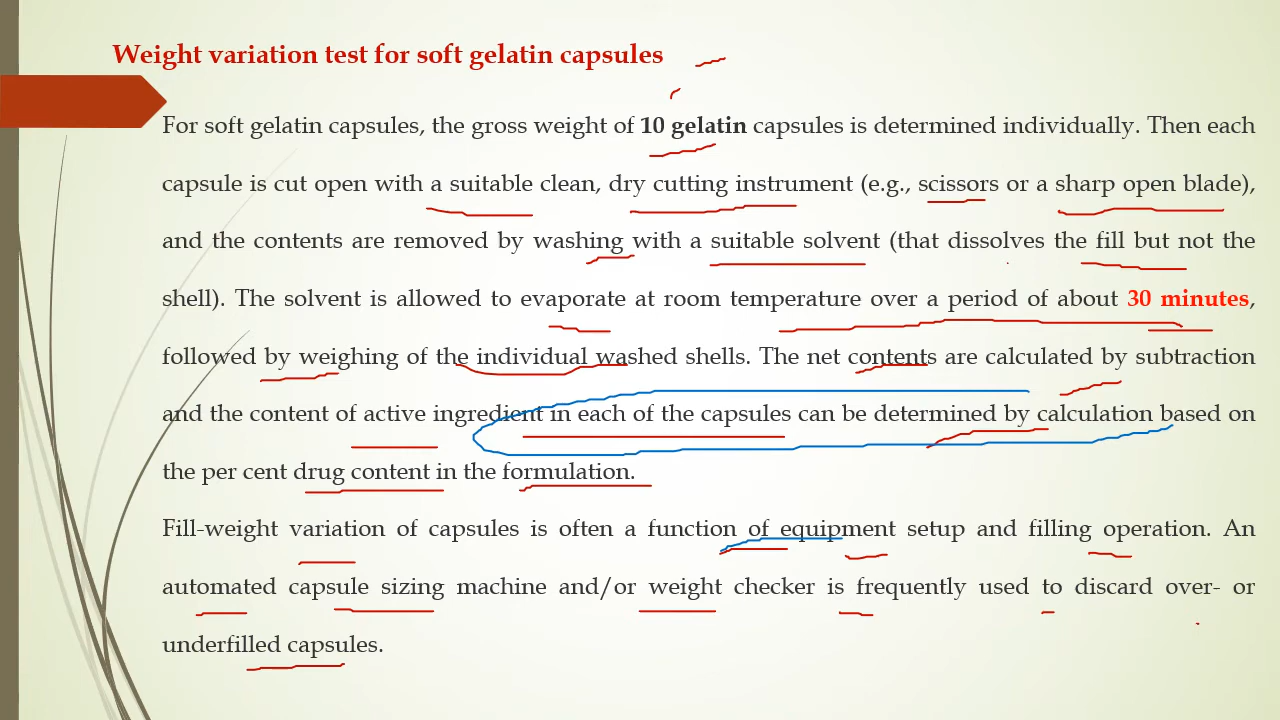 Weight variation test for soft gelatin capsules
For soft gelatin capsules, the gross weight of 10 gelatin capsules is determined individually. Then each
capsule is cut open with a suitable clean, dry cutting instrument (e.g., scissors or a sharp open blade),
and the contents are removed by washing with a suitable solvent (that dissolves the fill but not the
shell). The solvent is allowed to evaporate at room temperature over a period of about 30 minutes,
followed by weighing of the individual washed shells. The net contents are calculated by subtraction
and the content of active ingredient in each of the capsules can be determined by calculation based on
the per cent drug content in the formulation.
Fill-weight variation of capsules is often a function of equipment setup and filling operation. An
automated capsule sizing machine and/or weight checker is frequently used to discard over- or
underfilled capsules.